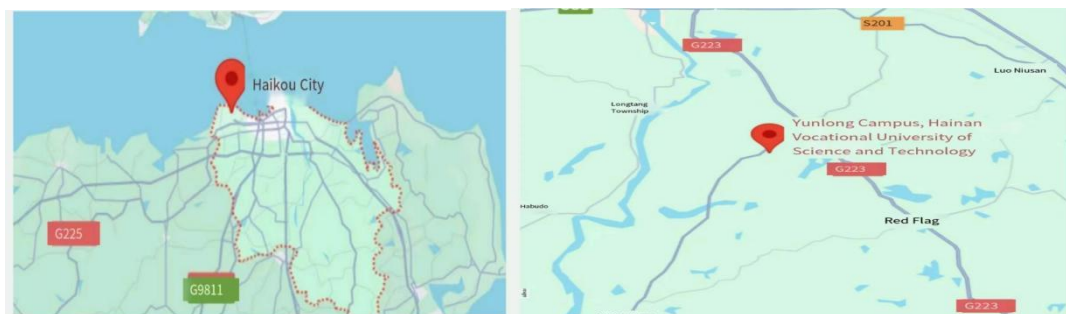 Haikou City
G225
G9811
S201
G223
Luo Niusan
Longtang
Township
Yunlong Campus, Hainan
Vocational University of
Science and Technology
G223
Habudo
Red Flag
G223